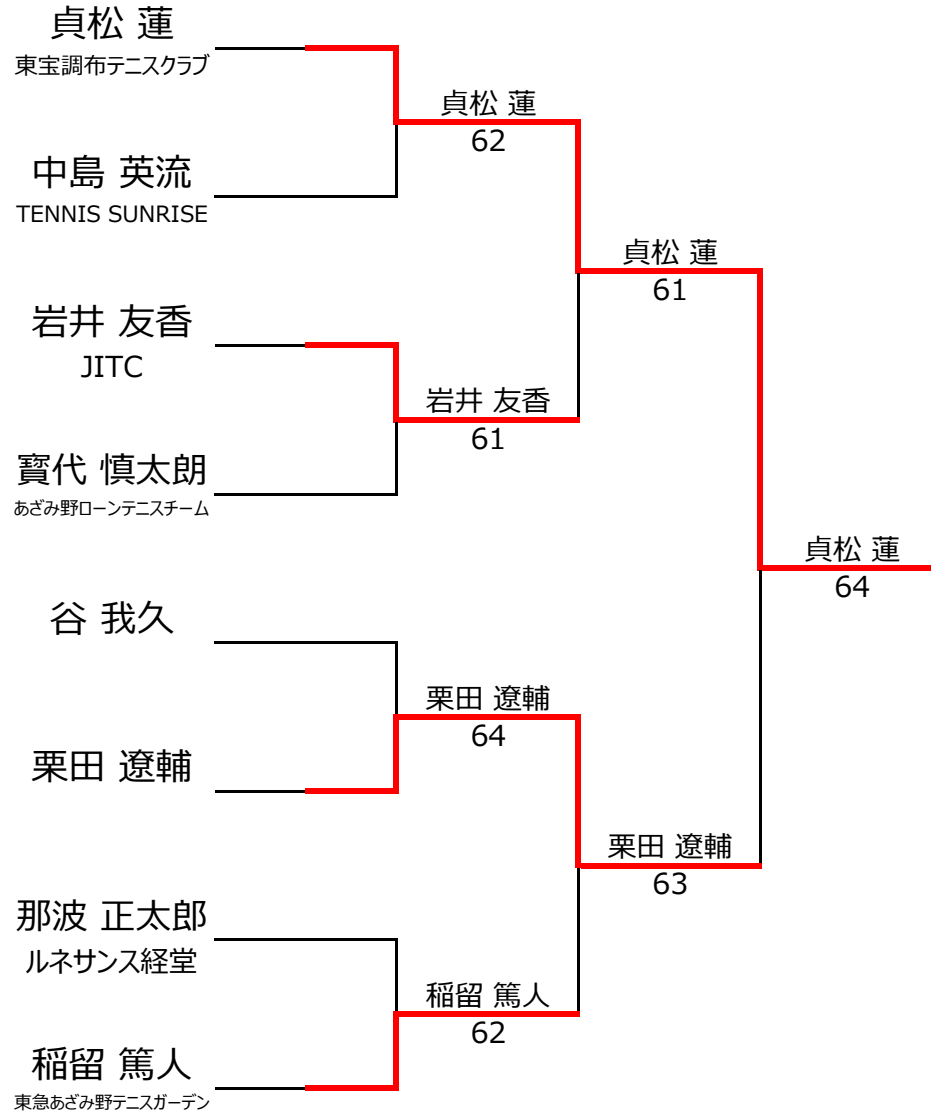 貞松 蓮
東宝調布テニスクラブ
貞松 蓮
62
中島 英流
TENNIS SUNRISE
貞松 蓮
61
岩井 友香
JITC
岩井 友香
61
寳代 慎太朗
あざみ野ローンテニスチーム
貞松 蓮
64
谷 我久
栗田 遼輔
64
栗田 遼輔
栗田 遼輔
63
那波 正太郎
ルネサンス経堂
稲留 篤人
62
稲留 篤人
東急あざみ野テニスガーデン